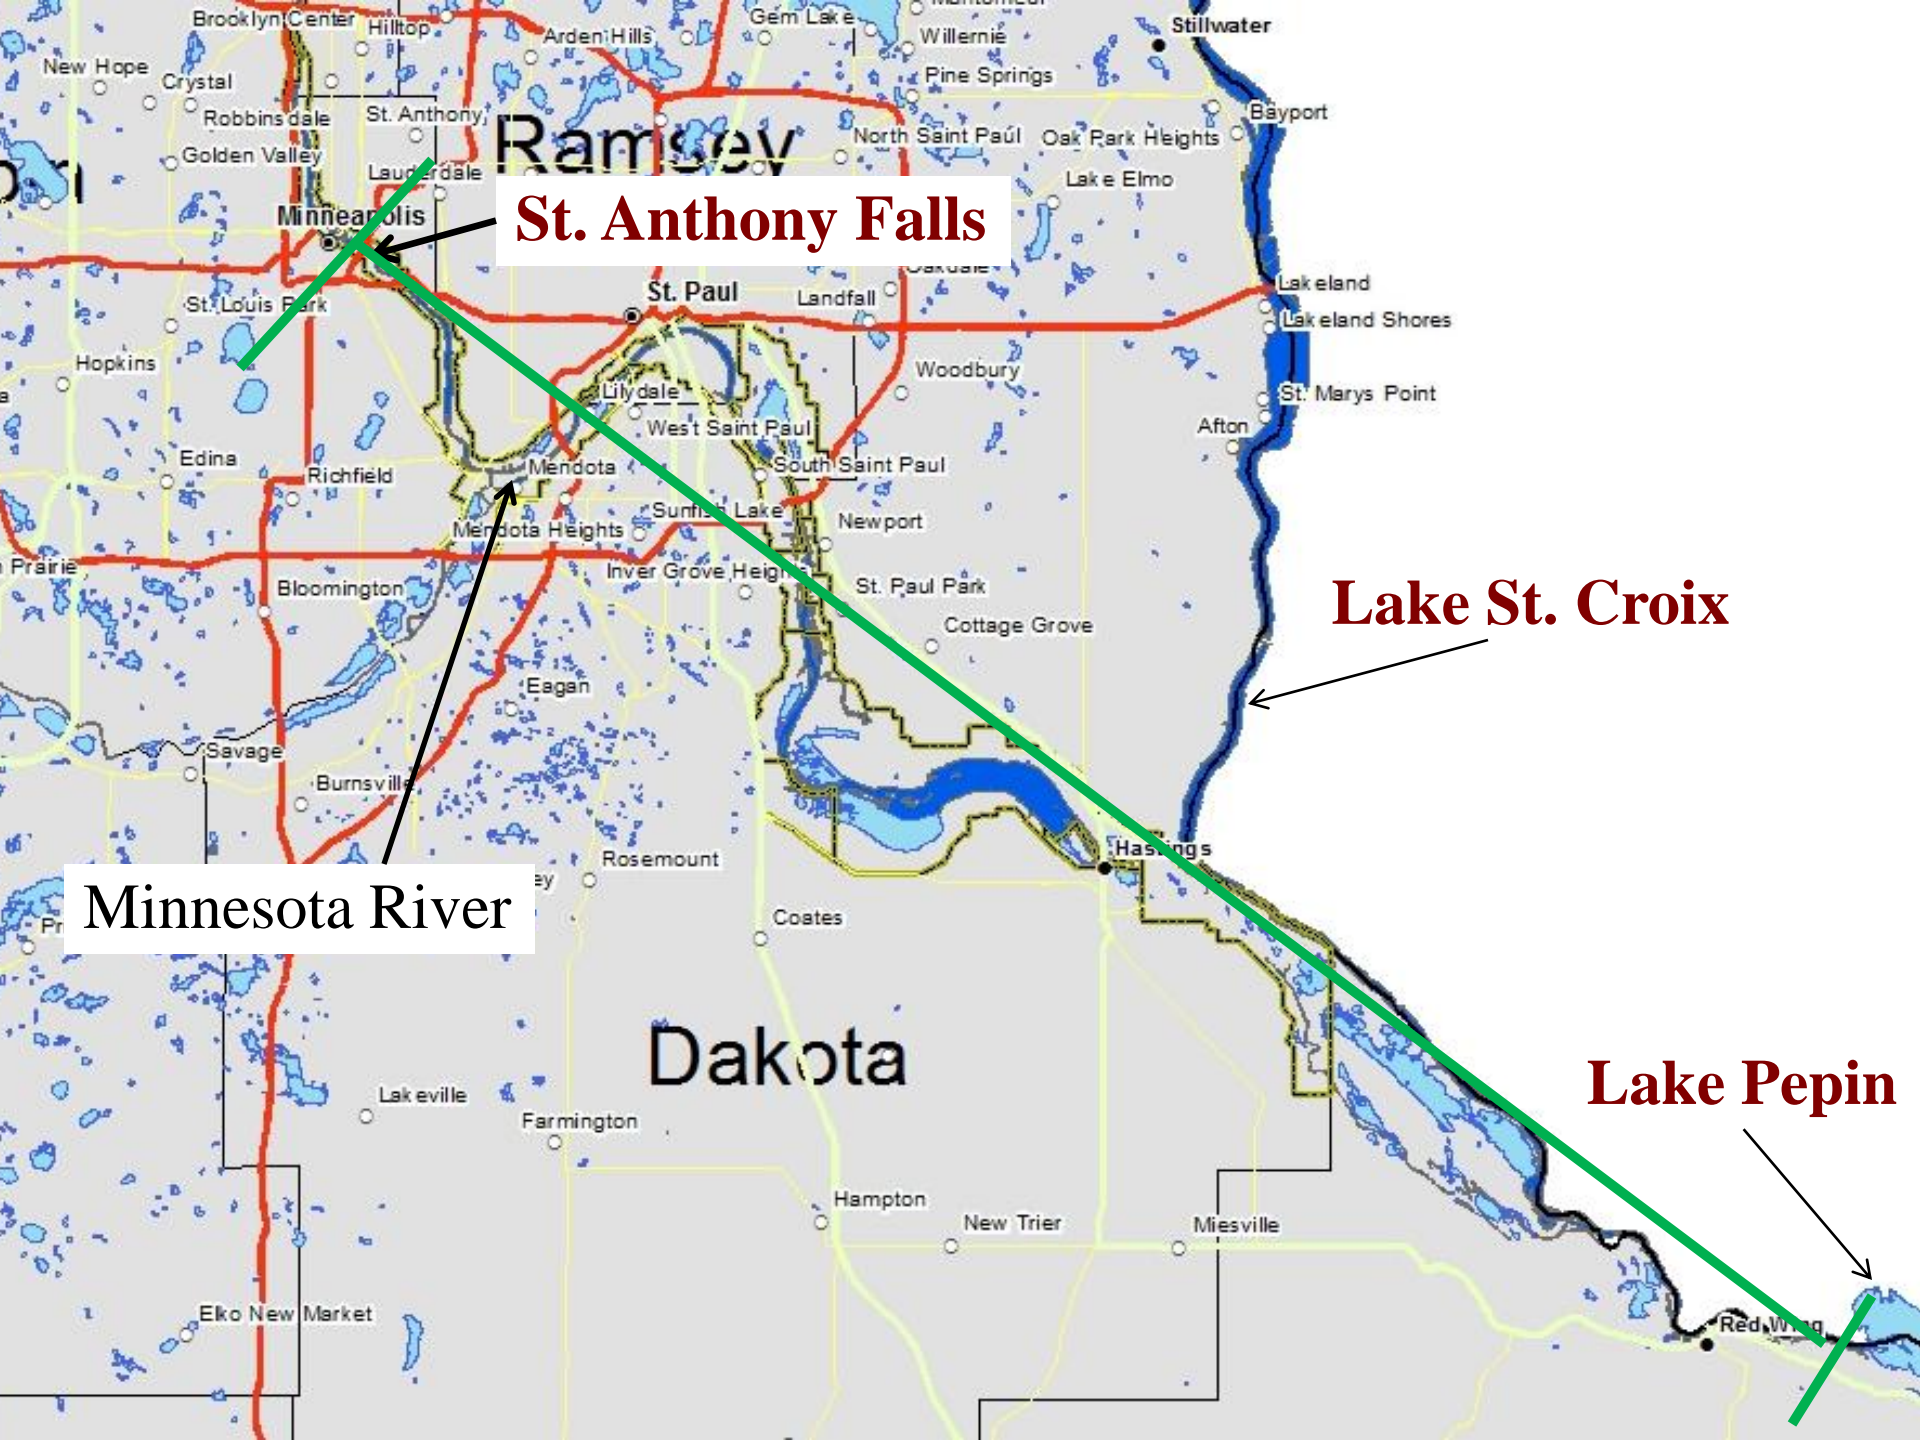 Brooklyn Center
Hilltop
Arden Hills
Gem Lake
Willernie
Stillwater
New Hope
Crystal
Pine Springs
Robbinsdale
St. Anthony
Bayport
Ramsey
North Saint Paul
Oak Park Heights
Golden Valley
Lauderdale
Lake Elmo
Minneapolis
St. Anthony Falls
Oakdale
St. Louis Park
St. Paul
Landfall
Lakeland
Lakeland Shores
Hopkins
Lilydale
Woodbury
St. Marys Point
West Saint Paul
Afton
Edina
Richfield
Mendota
South Saint Paul
Sunfish Lake
Newport
Mendota Heights
Prairie
Inver Grove Heights
Bloomington
St. Paul Park
Lake St. Croix
Cottage Grove
Eagan
Savage
Burnsville
Rosemount
Hastings
ey
Minnesota River
Pr
Coates
Dakota
Lake Pepin
Lakeville
Farmington
Hampton
New Trier
Miesville
Elko New Market
Red Wing